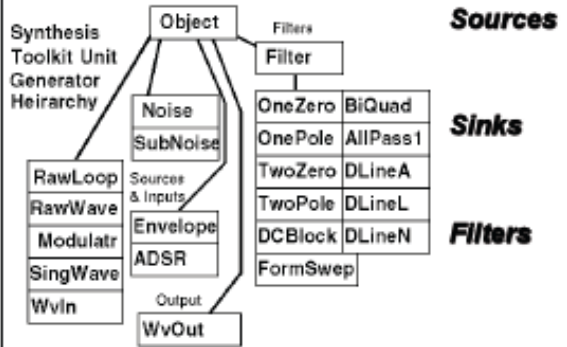 Synthesis
Toolkit Unit
Generator
Heirarchy
Object
Filters
Filter
Sources
Noise
SubNoise
OneZero BiQuad
OnePole AllPass1
TwoZero DLineA
TwoPole DLineL
DCBlock DLineN
FormSwep
Sinks
RawLoop
RawWave
Modulatr
SingWave
WvIn
Sources
& Inputs
Envelope
ADSR
Filters
Output
WvOut